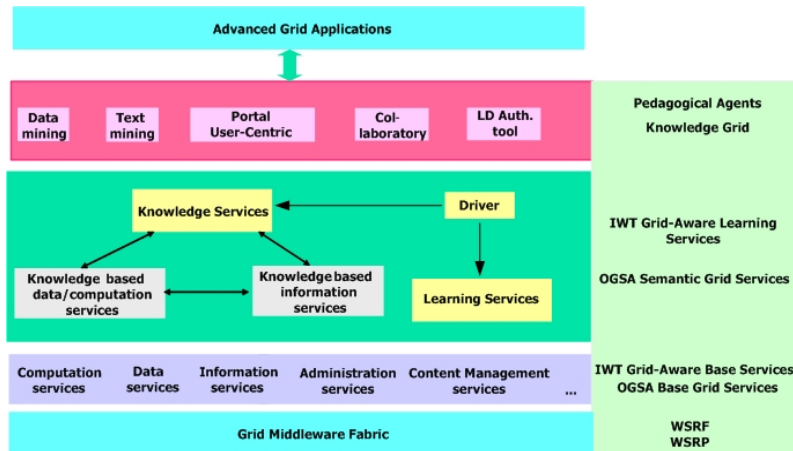 Advanced Grid Applications
Data
mining
Text
mining
Portal
User-Centric
Col-
laboratory
LD Auth.
tool
Pedagogical Agents
Knowledge Grid
Knowledge Services
Driver
IWT Grid-Aware Learning
Services
Knowledge based
data/computation
services
Knowledge based
information
services
Learning Services
OGSA Semantic Grid Services
Computation
services
Data
services
Information
services
Administration
services
Content Management
services
...
IWT Grid-Aware Base Services
OGSA Base Grid Services
Grid Middleware Fabric
WSRF
WSRP